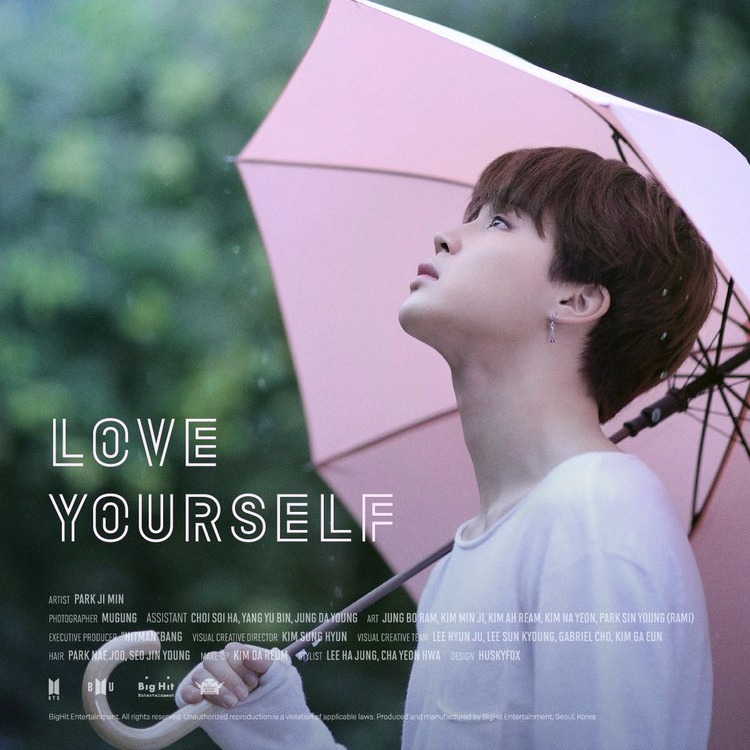 LOVE
YOURSELF
ARTIST PARK JI MIN
PHOTOGRAPHER MUGUNG ASSISTANT CHOI SOI HA, YANG YU BIN, JUNG DA YOUNG ART JUNG BO RAM, KIM MIN JI, KIM AH REAM, KIM NA YEON, PARK SIN YOUNG (RAMI)
EXECUTIVE PRODUCER "HITMAN"BANG VISUAL CREATIVE DIRECTOR KIM SUNG HYUN VISUAL CREATIVE TEAM LEE HYUN JU, LEE SUN KYOUNG, GABRIEL CHO, KIM GA EUN
HAIR PARK NAE JOO, SEO JIN YOUNG MAKE-UP KIM DA REUM STYLIST LEE HA JUNG, CHA YEON HWA DESIGN HUSKYFOX
BTS B U Big Hit
Entertainment
BigHit Entertainment. All rights reserved. Unauthorized reproduction is a violation of applicable laws. Produced and manufactured by BigHit Entertainment, Seoul, Korea